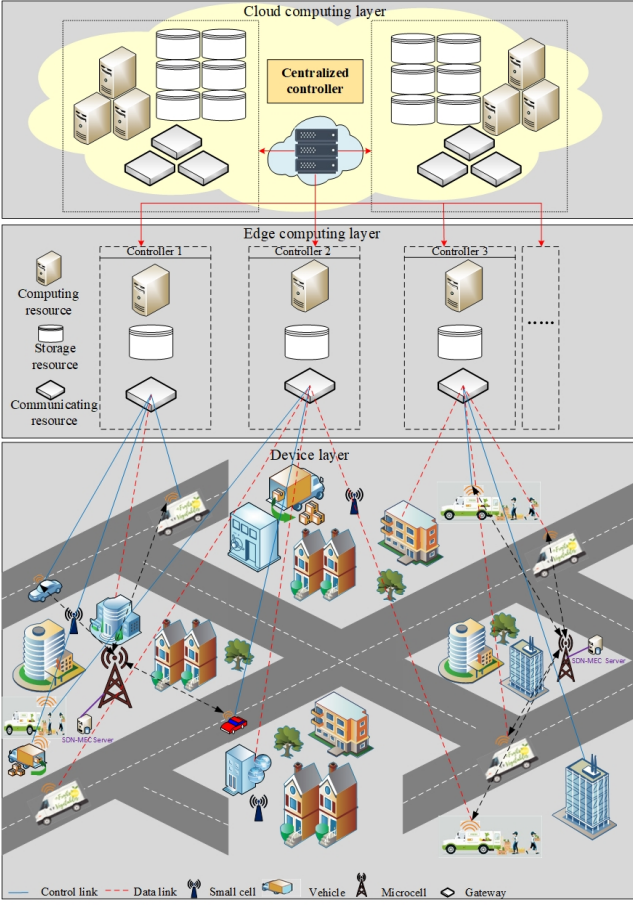 Cloud computing layer
Centralized
controller
Edge computing layer
Controller 1
Controller 2
Controller 3
Computing
resource
Storage
resource
Communicating
resource
.....
Device layer
SDN-MEC Server
SDN-MEC Server
Control link
Data link
Small cell
Vehicle
Microcell
Gateway